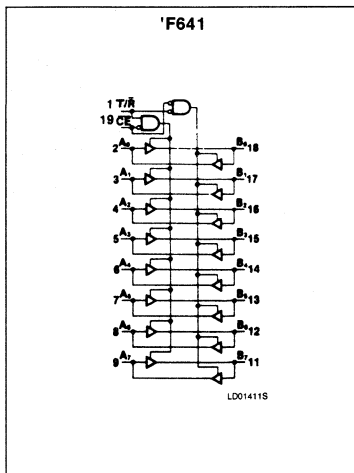 'F641
1 T/R̄
19 C̄Ē
2 A₀ B₀ 18
3 A₁ B₁ 17
4 A₂ B₂ 16
5 A₃ B₃ 15
6 A₄ B₄ 14
7 A₅ B₅ 13
8 A₆ B₆ 12
9 A₇ B₇ 11
LD01411S